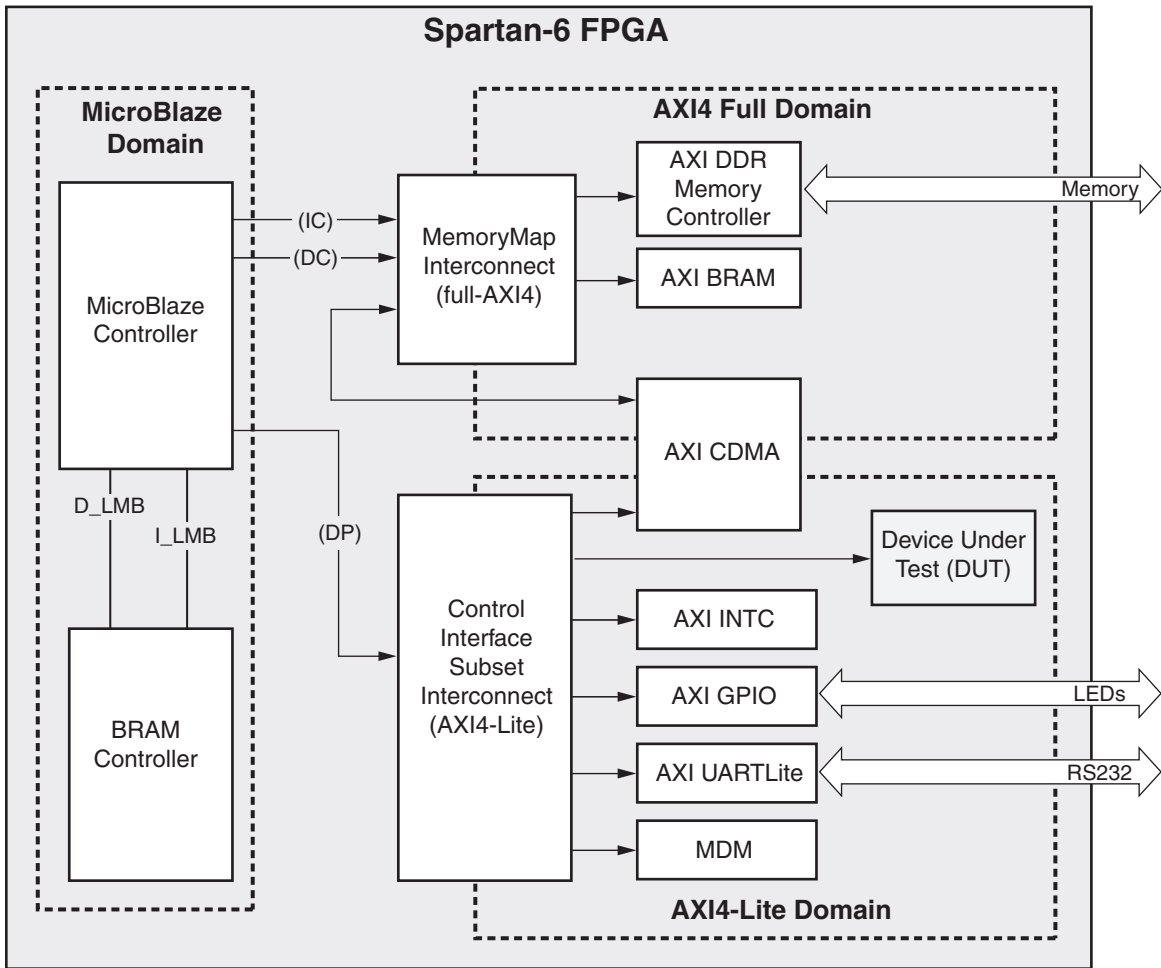 Spartan-6 FPGA
MicroBlaze
Domain
AXI4 Full Domain
AXI DDR
Memory
Controller
Memory
MicroBlaze
Controller
(IC)
(DC)
MemoryMap
Interconnect
(full-AXI4)
AXI BRAM
AXI CDMA
D_LMB
I_LMB
(DP)
Device Under
Test (DUT)
Control
Interface
Subset
Interconnect
(AXI4-Lite)
AXI INTC
AXI GPIO
LEDs
BRAM
Controller
AXI UARTLite
RS232
MDM
AXI4-Lite Domain